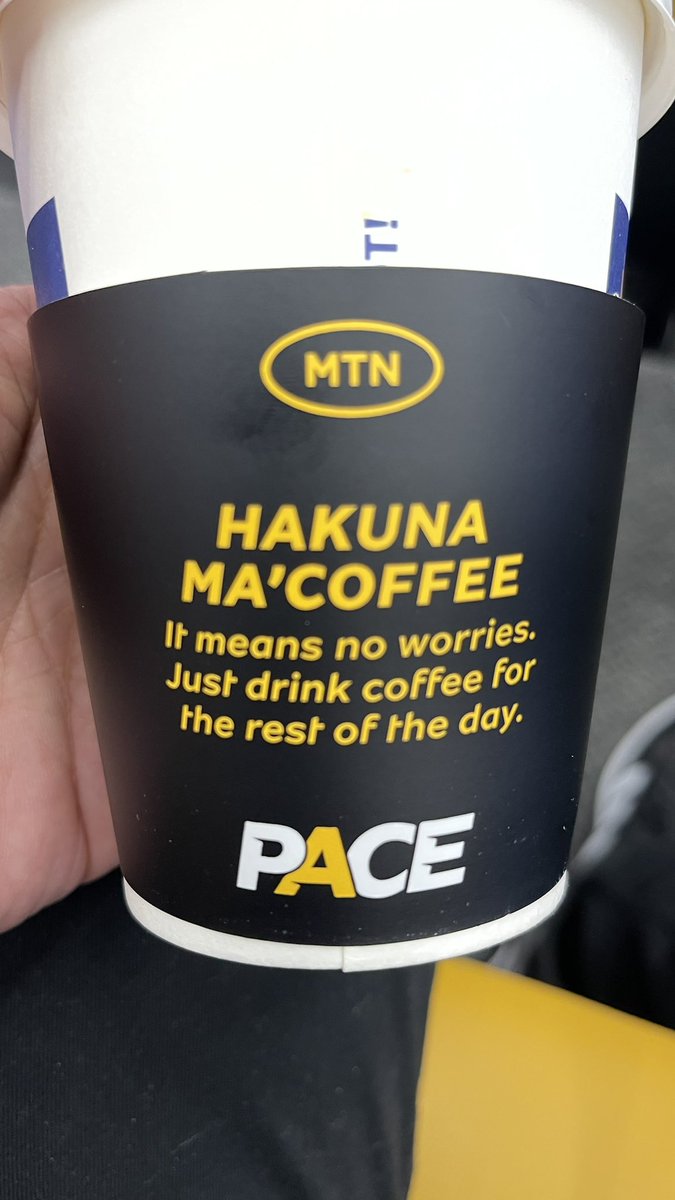 T!
MTN
HAKUNA
MA'COFFEE
It means no worries.
Just drink coffee for
the rest of the day.
PACE